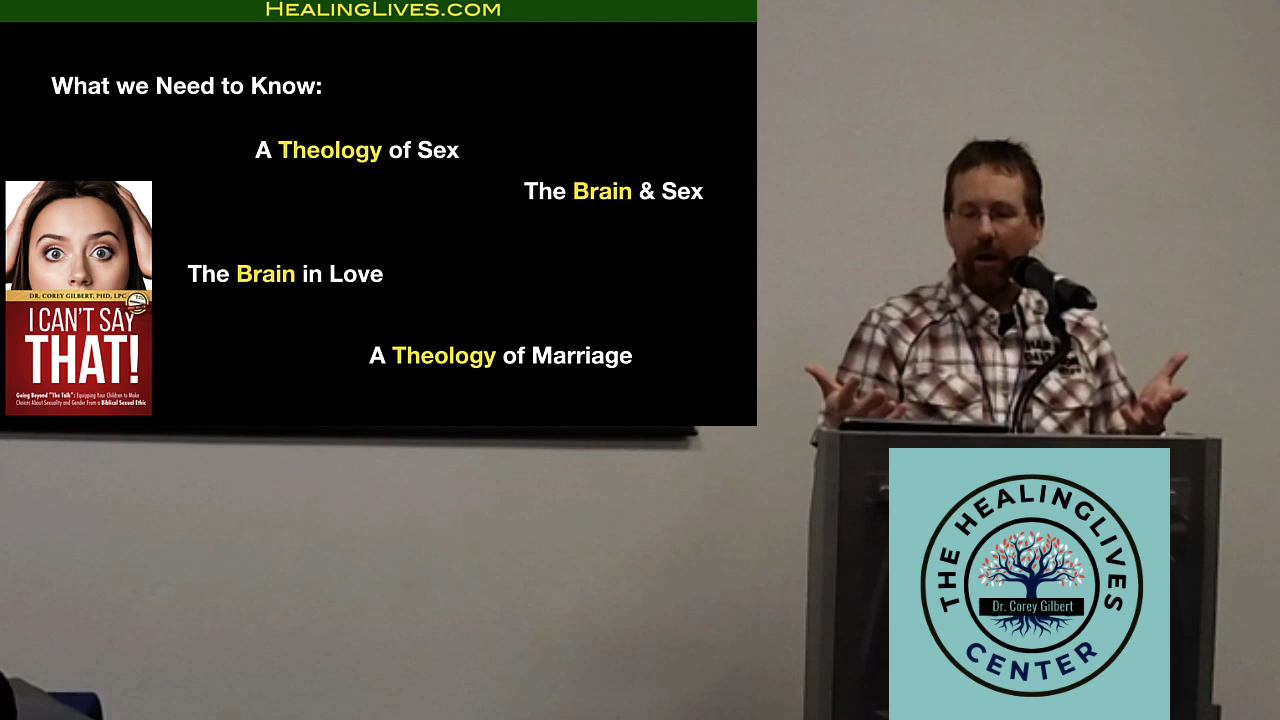 HEALINGLIVES.COM
What we Need to Know:
A Theology of Sex
The Brain & Sex
The Brain in Love
A Theology of Marriage
DR. COREY GILBERT, PHD, LPC
I CAN'T SAY
THAT!
Going Beyond "The Talk": Equipping Your Children to Make
Choices About Sexuality and Gender From a Biblical Sexual Ethic
THE HEALINGLIVES
Dr. Corey Gilbert
CENTER